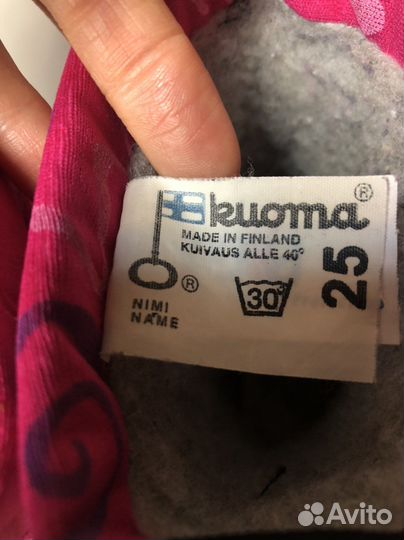 kuoma®
MADE IN FINLAND
KUIVAUS ALLE 40°
®
NIMI
NAME
30°
25
Avito